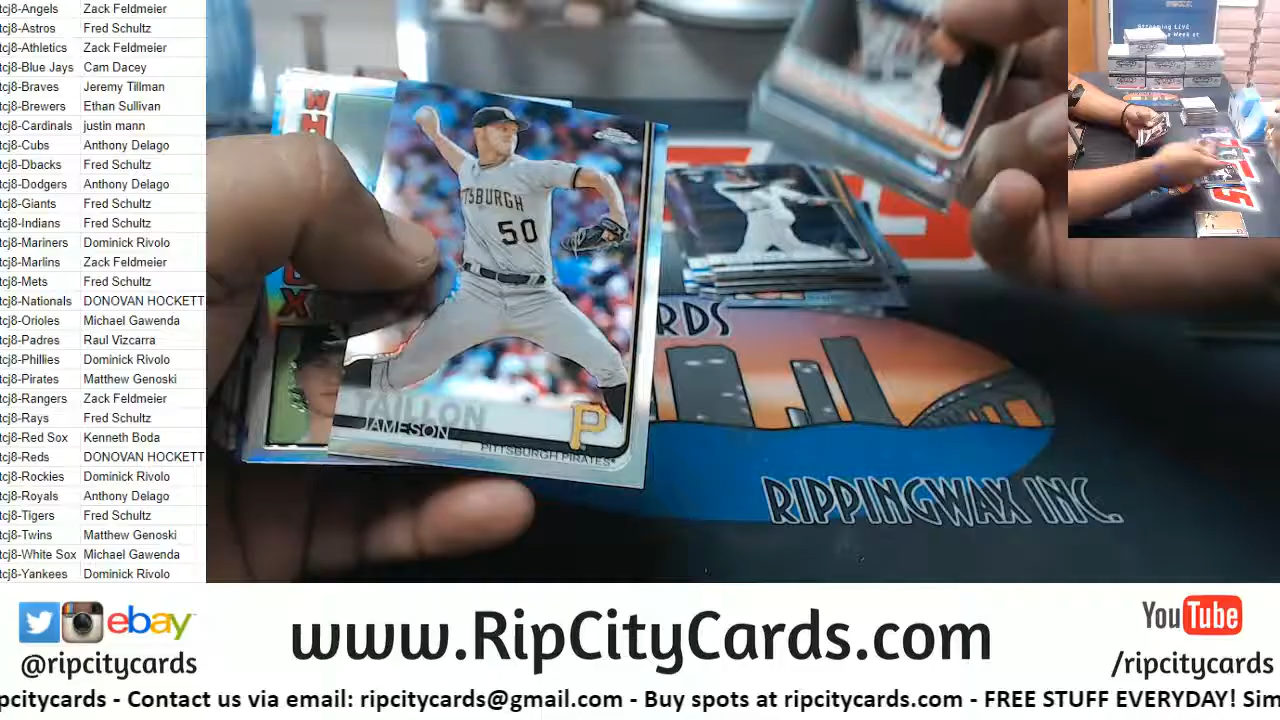 tcj8-Angels Zack Feldmeier
tcj8-Astros Fred Schultz
tcj8-Athletics Zack Feldmeier
tcj8-Blue Jays Cam Dacey
tcj8-Braves Jeremy Tillman
tcj8-Brewers Ethan Sullivan
tcj8-Cardinals justin mann
tcj8-Cubs Anthony Delago
tcj8-Dbacks Fred Schultz
tcj8-Dodgers Anthony Delago
tcj8-Giants Fred Schultz
tcj8-Indians Fred Schultz
tcj8-Mariners Dominick Rivolo
tcj8-Marlins Zack Feldmeier
tcj8-Mets Fred Schultz
tcj8-Nationals DONOVAN HOCKETT
tcj8-Orioles Michael Gawenda
tcj8-Padres Raul Vizcarra
tcj8-Phillies Dominick Rivolo
tcj8-Pirates Matthew Genoski
tcj8-Rangers Zack Feldmeier
tcj8-Rays Fred Schultz
tcj8-Red Sox Kenneth Boda
tcj8-Reds DONOVAN HOCKETT
tcj8-Rockies Dominick Rivolo
tcj8-Royals Anthony Delago
tcj8-Tigers Fred Schultz
tcj8-Twins Matthew Genoski
tcj8-White Sox Michael Gawenda
tcj8-Yankees Dominick Rivolo
WH
X
TSBURGH
50
TAILLON
JAMESON
P
PITTSBURGH PIRATES
RDS
RIPPINGWAX INC.
Streaming LIVE
Week at
ebay
@ripcitycards
www.RipCityCards.com
YouTube
/ripcitycards
pcitycards - Contact us via email: ripcitycards@gmail.com - Buy spots at ripcitycards.com - FREE STUFF EVERYDAY! Sim